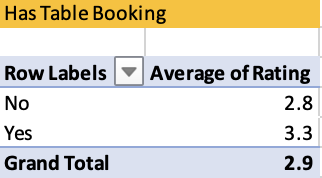 Has Table Booking
Row Labels Average of Rating
No 2.8
Yes 3.3
Grand Total 2.9